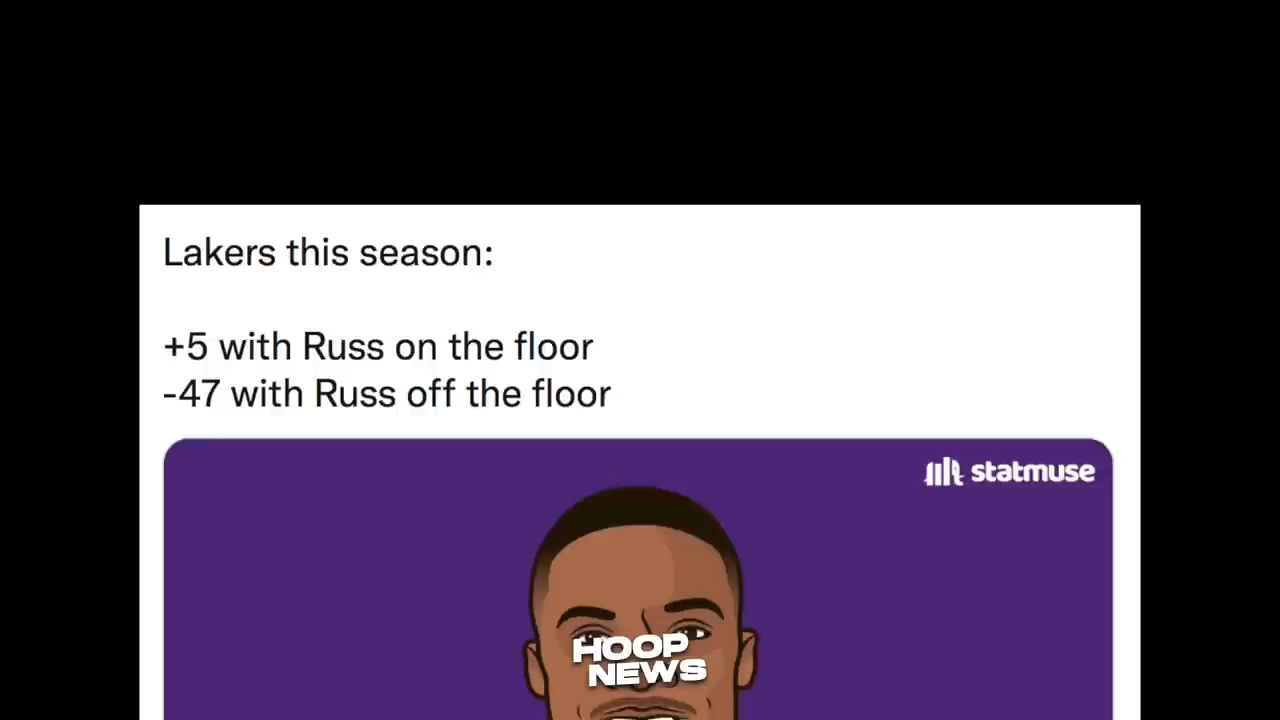 Lakers this season:
+5 with Russ on the floor
-47 with Russ off the floor
statmuse
HOOP
NEWS